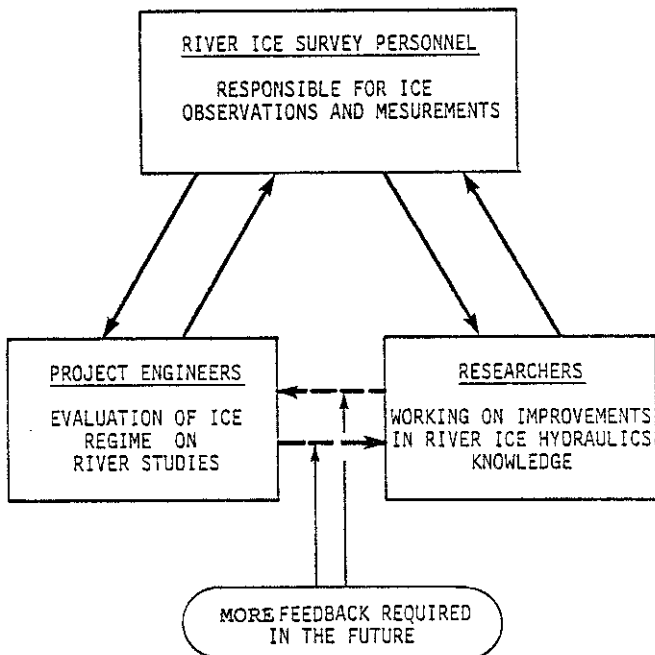 RIVER ICE SURVEY PERSONNEL
RESPONSIBLE FOR ICE
OBSERVATIONS AND MESUREMENTS
PROJECT ENGINEERS
EVALUATION OF ICE
REGIME ON
RIVER STUDIES
RESEARCHERS
WORKING ON IMPROVEMENTS
IN RIVER ICE HYDRAULICS
KNOWLEDGE
MORE FEEDBACK REQUIRED
IN THE FUTURE